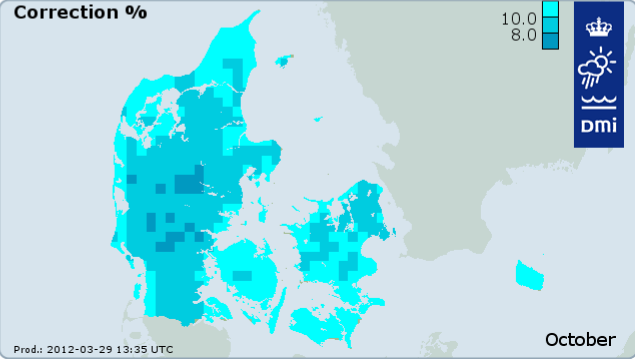 Correction %
10.0
8.0
DMi
October
Prod.: 2012-03-29 13:35 UTC